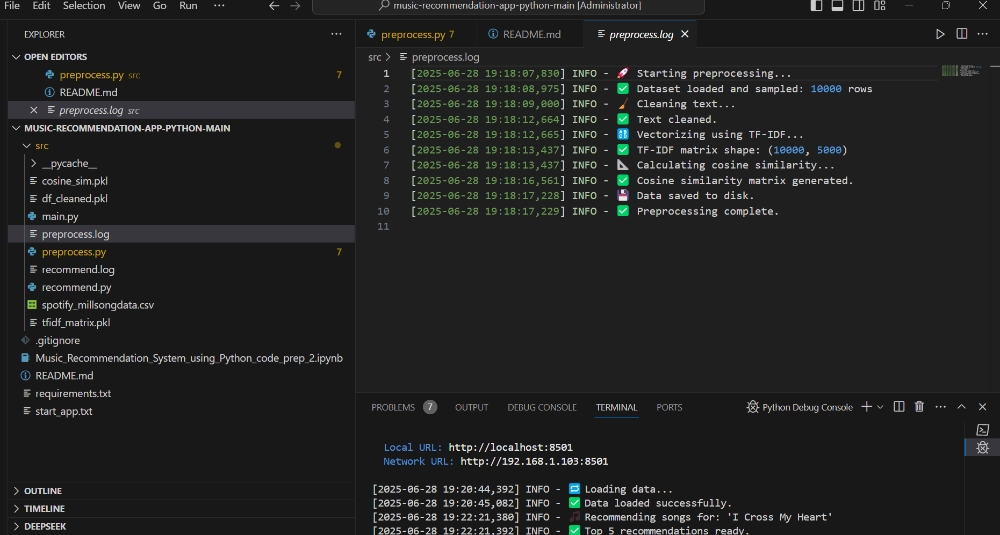 File Edit Selection View Go Run ··· music-recommendation-app-python-main [Administrator]
EXPLORER ···
OPEN EDITORS
preprocess.py src 7
README.md
preprocess.log src
MUSIC-RECOMMENDATION-APP-PYTHON-MAIN
src
__pycache__
cosine_sim.pkl
df_cleaned.pkl
main.py
preprocess.log
preprocess.py 7
recommend.log
recommend.py
spotify_millsongdata.csv
tfidf_matrix.pkl
.gitignore
Music_Recommendation_System_using_Python_code_prep_2.ipynb
README.md
requirements.txt
start_app.txt
OUTLINE
TIMELINE
DEEPSEEK
preprocess.py 7 README.md preprocess.log
src > preprocess.log
1 [2025-06-28 19:18:07,830] INFO - 🚀 Starting preprocessing...
2 [2025-06-28 19:18:08,975] INFO - ✅ Dataset loaded and sampled: 10000 rows
3 [2025-06-28 19:18:09,000] INFO - 🧹 Cleaning text...
4 [2025-06-28 19:18:12,664] INFO - ✅ Text cleaned.
5 [2025-06-28 19:18:12,665] INFO - 🔠 Vectorizing using TF-IDF...
6 [2025-06-28 19:18:13,437] INFO - ✅ TF-IDF matrix shape: (10000, 5000)
7 [2025-06-28 19:18:13,437] INFO - 📐 Calculating cosine similarity...
8 [2025-06-28 19:18:16,561] INFO - ✅ Cosine similarity matrix generated.
9 [2025-06-28 19:18:17,228] INFO - 💾 Data saved to disk.
10 [2025-06-28 19:18:17,229] INFO - ✅ Preprocessing complete.
11
PROBLEMS 7 OUTPUT DEBUG CONSOLE TERMINAL PORTS Python Debug Console
Local URL: http://localhost:8501
Network URL: http://192.168.1.103:8501
[2025-06-28 19:20:44,392] INFO - 🔁 Loading data...
[2025-06-28 19:20:45,082] INFO - ✅ Data loaded successfully.
[2025-06-28 19:22:21,380] INFO - 🎵 Recommending songs for: 'I Cross My Heart'
[2025-06-28 19:22:21,392] INFO - ✅ Top 5 recommendations ready.